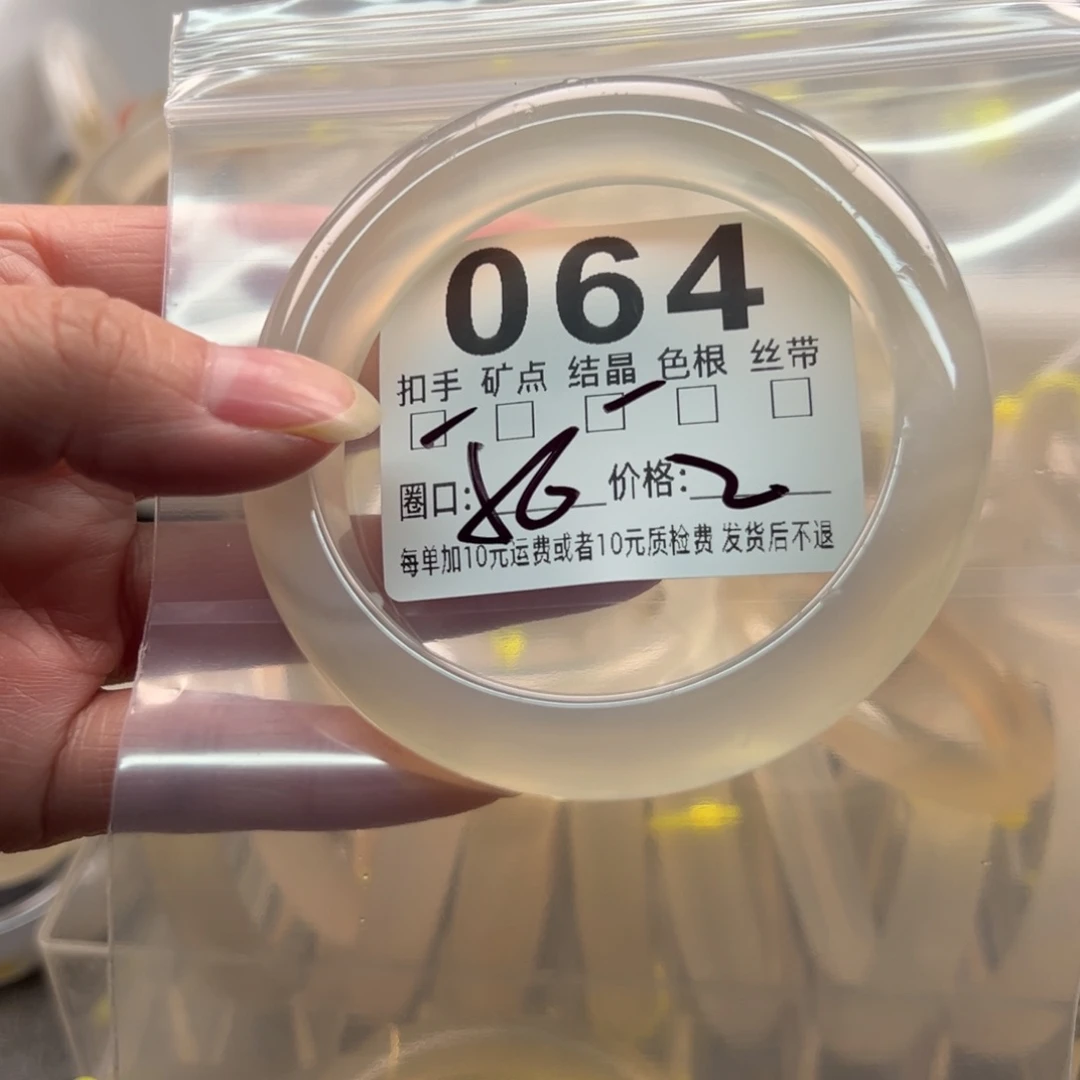 064
扣手 矿点 结晶 色根 丝带
圈口: 价格: 2
每单加10元运费或者10元质检费 发货后不退